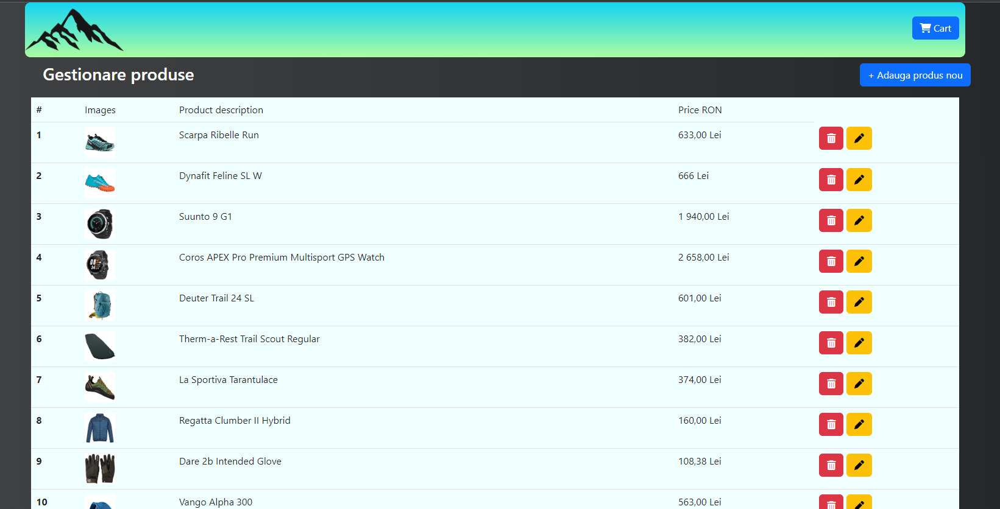 Cart
Gestionare produse
+ Adauga produs nou
# Images Product description Price RON
1 Scarpa Ribelle Run 633,00 Lei
2 Dynafit Feline SL W 666 Lei
3 Suunto 9 G1 1 940,00 Lei
4 Coros APEX Pro Premium Multisport GPS Watch 2 658,00 Lei
5 Deuter Trail 24 SL 601,00 Lei
6 Therm-a-Rest Trail Scout Regular 382,00 Lei
7 La Sportiva Tarantulace 374,00 Lei
8 Regatta Clumber II Hybrid 160,00 Lei
9 Dare 2b Intended Glove 108,38 Lei
10 Vango Alpha 300 563,00 Lei